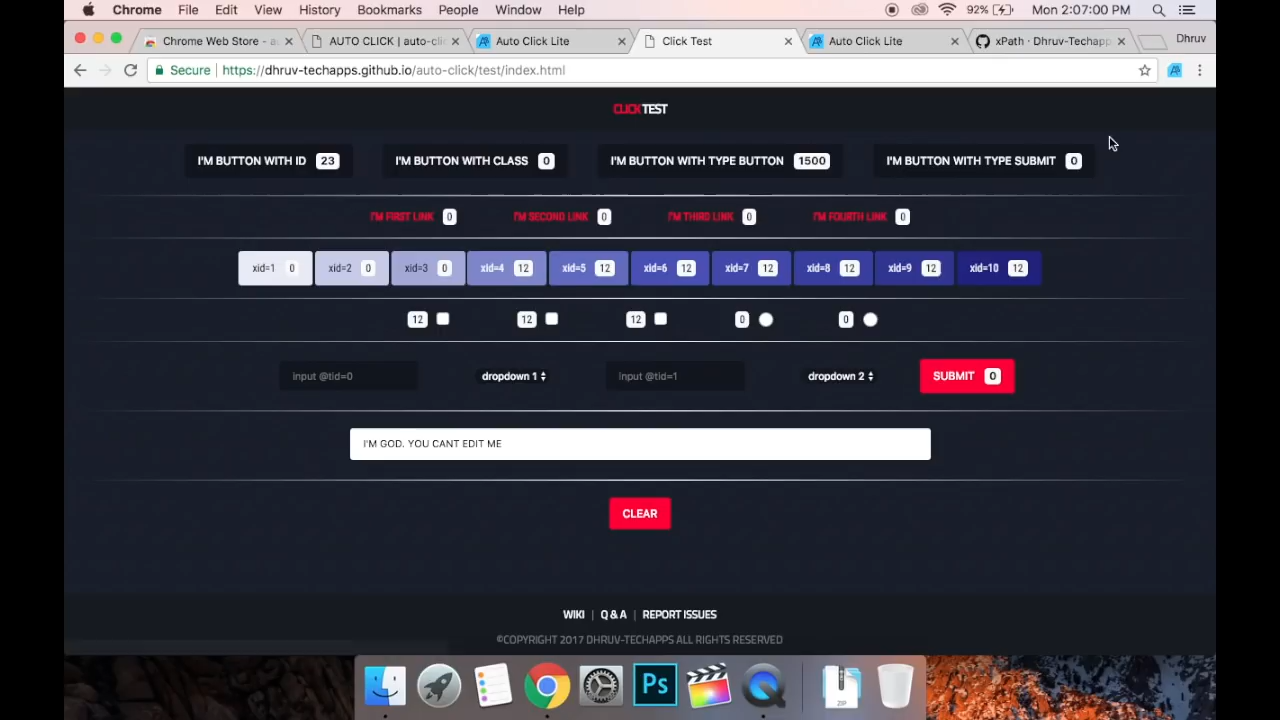 Chrome File Edit View History Bookmarks People Window Help 92% Mon 2:07:00 PM
Chrome Web Store - a AUTO CLICK | auto-cli Auto Click Lite Click Test Auto Click Lite xPath · Dhruv-Techapps Dhruv
Secure https://dhruv-techapps.github.io/auto-click/test/index.html
CLICKTEST
I'M BUTTON WITH ID 23 I'M BUTTON WITH CLASS 0 I'M BUTTON WITH TYPE BUTTON 1500 I'M BUTTON WITH TYPE SUBMIT 0
I'M FIRST LINK 0 I'M SECOND LINK 0 I'M THIRD LINK 0 I'M FOURTH LINK 0
xid=1 0 xid=2 0 xid=3 0 xid=4 12 xid=5 12 xid=6 12 xid=7 12 xid=8 12 xid=9 12 xid=10 12
12 12 12 0 0
input @tid=0 dropdown 1 input @tid=1 dropdown 2 SUBMIT 0
I'M GOD. YOU CANT EDIT ME
CLEAR
WIKI | Q & A | REPORT ISSUES
©COPYRIGHT 2017 DHRUV-TECHAPPS ALL RIGHTS RESERVED
Ps ZIP